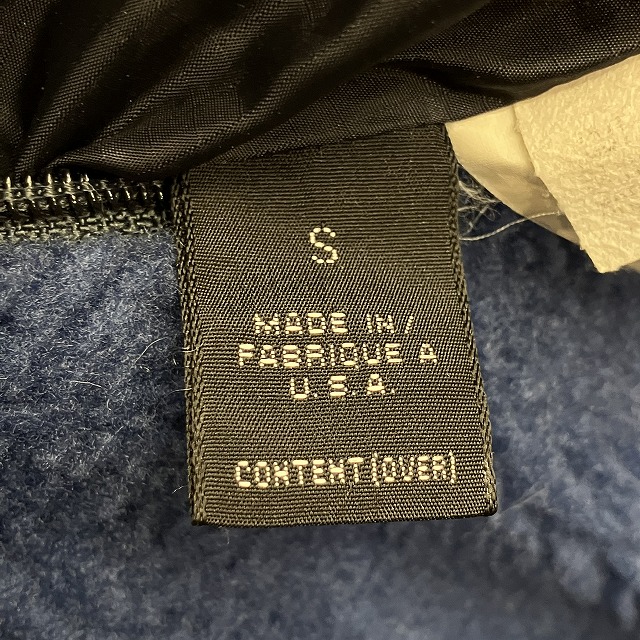 S
MADE IN/
FABRIQUE A
U.S.A.
CONTENT (OVER)